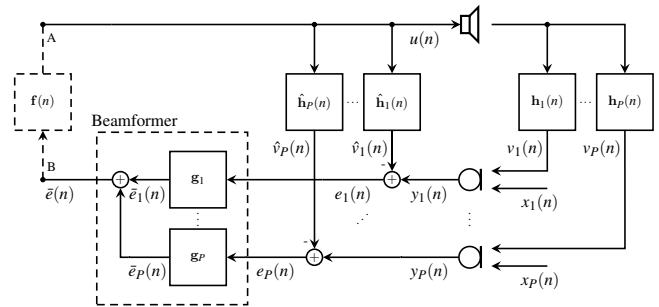 A
u(n)
f(n)
ĥ_P(n) ... ĥ_1(n)
h_1(n) ... h_P(n)
Beamformer
v̂_P(n) v̂_1(n) v_1(n) v_P(n)
B
-
ē(n) + ē_1(n) g_1 e_1(n) + y_1(n) x_1(n)
...
-
ē_P(n) g_P e_P(n) + y_P(n) x_P(n)